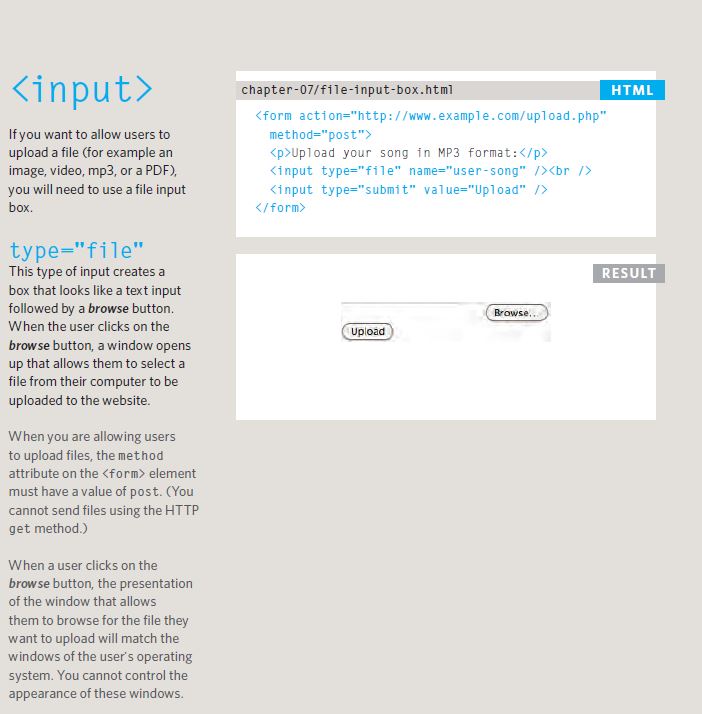 <input>
If you want to allow users to
upload a file (for example an
image, video, mp3, or a PDF),
you will need to use a file input
box.
type="file"
This type of input creates a
box that looks like a text input
followed by a browse button.
When the user clicks on the
browse button, a window opens
up that allows them to select a
file from their computer to be
uploaded to the website.
When you are allowing users
to upload files, the method
attribute on the <form> element
must have a value of post. (You
cannot send files using the HTTP
get method.)
When a user clicks on the
browse button, the presentation
of the window that allows
them to browse for the file they
want to upload will match the
windows of the user's operating
system. You cannot control the
appearance of these windows.
chapter-07/file-input-box.html
HTML
<form action="http://www.example.com/upload.php"
method="post">
<p>Upload your song in MP3 format:</p>
<input type="file" name="user-song" /><br />
<input type="submit" value="Upload" />
</form>
RESULT
Browse...
Upload